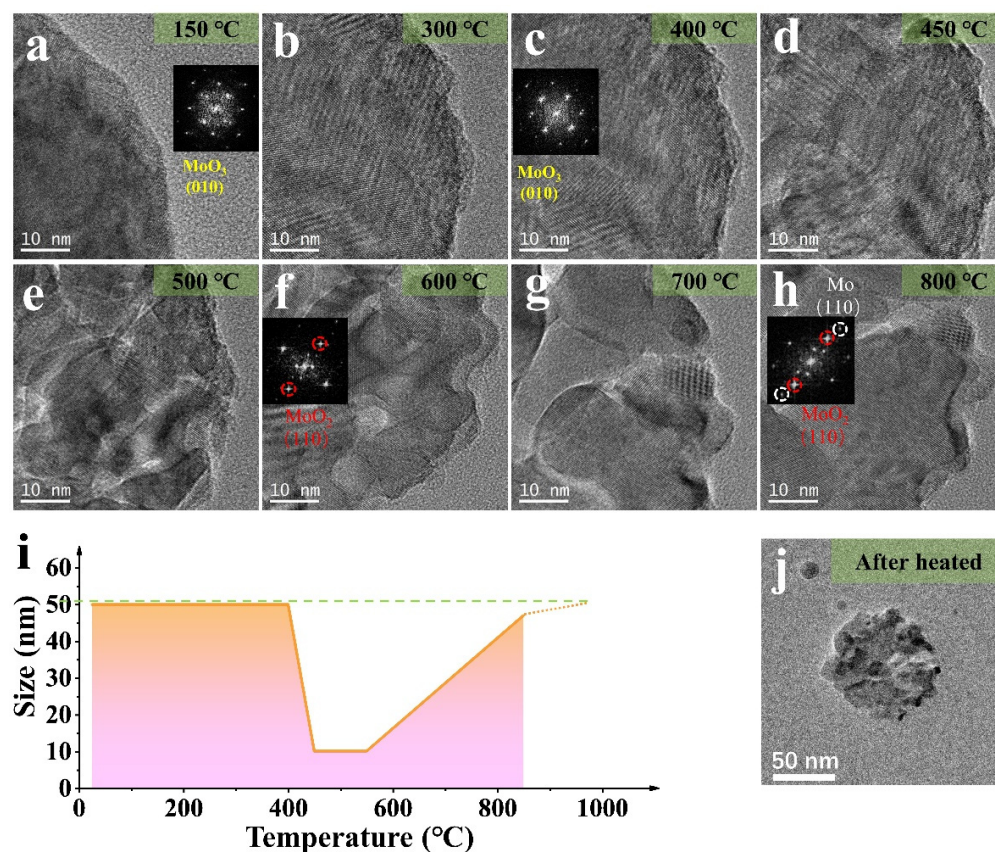 a
150 ℃
MoO₃
(010)
10 nm
b
300 ℃
10 nm
c
400 ℃
MoO₃
(010)
10 nm
d
450 ℃
10 nm
e
500 ℃
10 nm
f
600 ℃
MoO₂
(110)
10 nm
g
700 ℃
10 nm
h
Mo
(110)
800 ℃
MoO₂
(110)
10 nm
i
60
50
40
30
20
10
0
Size (nm)
0
200
400
600
800
1000
Temperature (℃)
j
After heated
50 nm